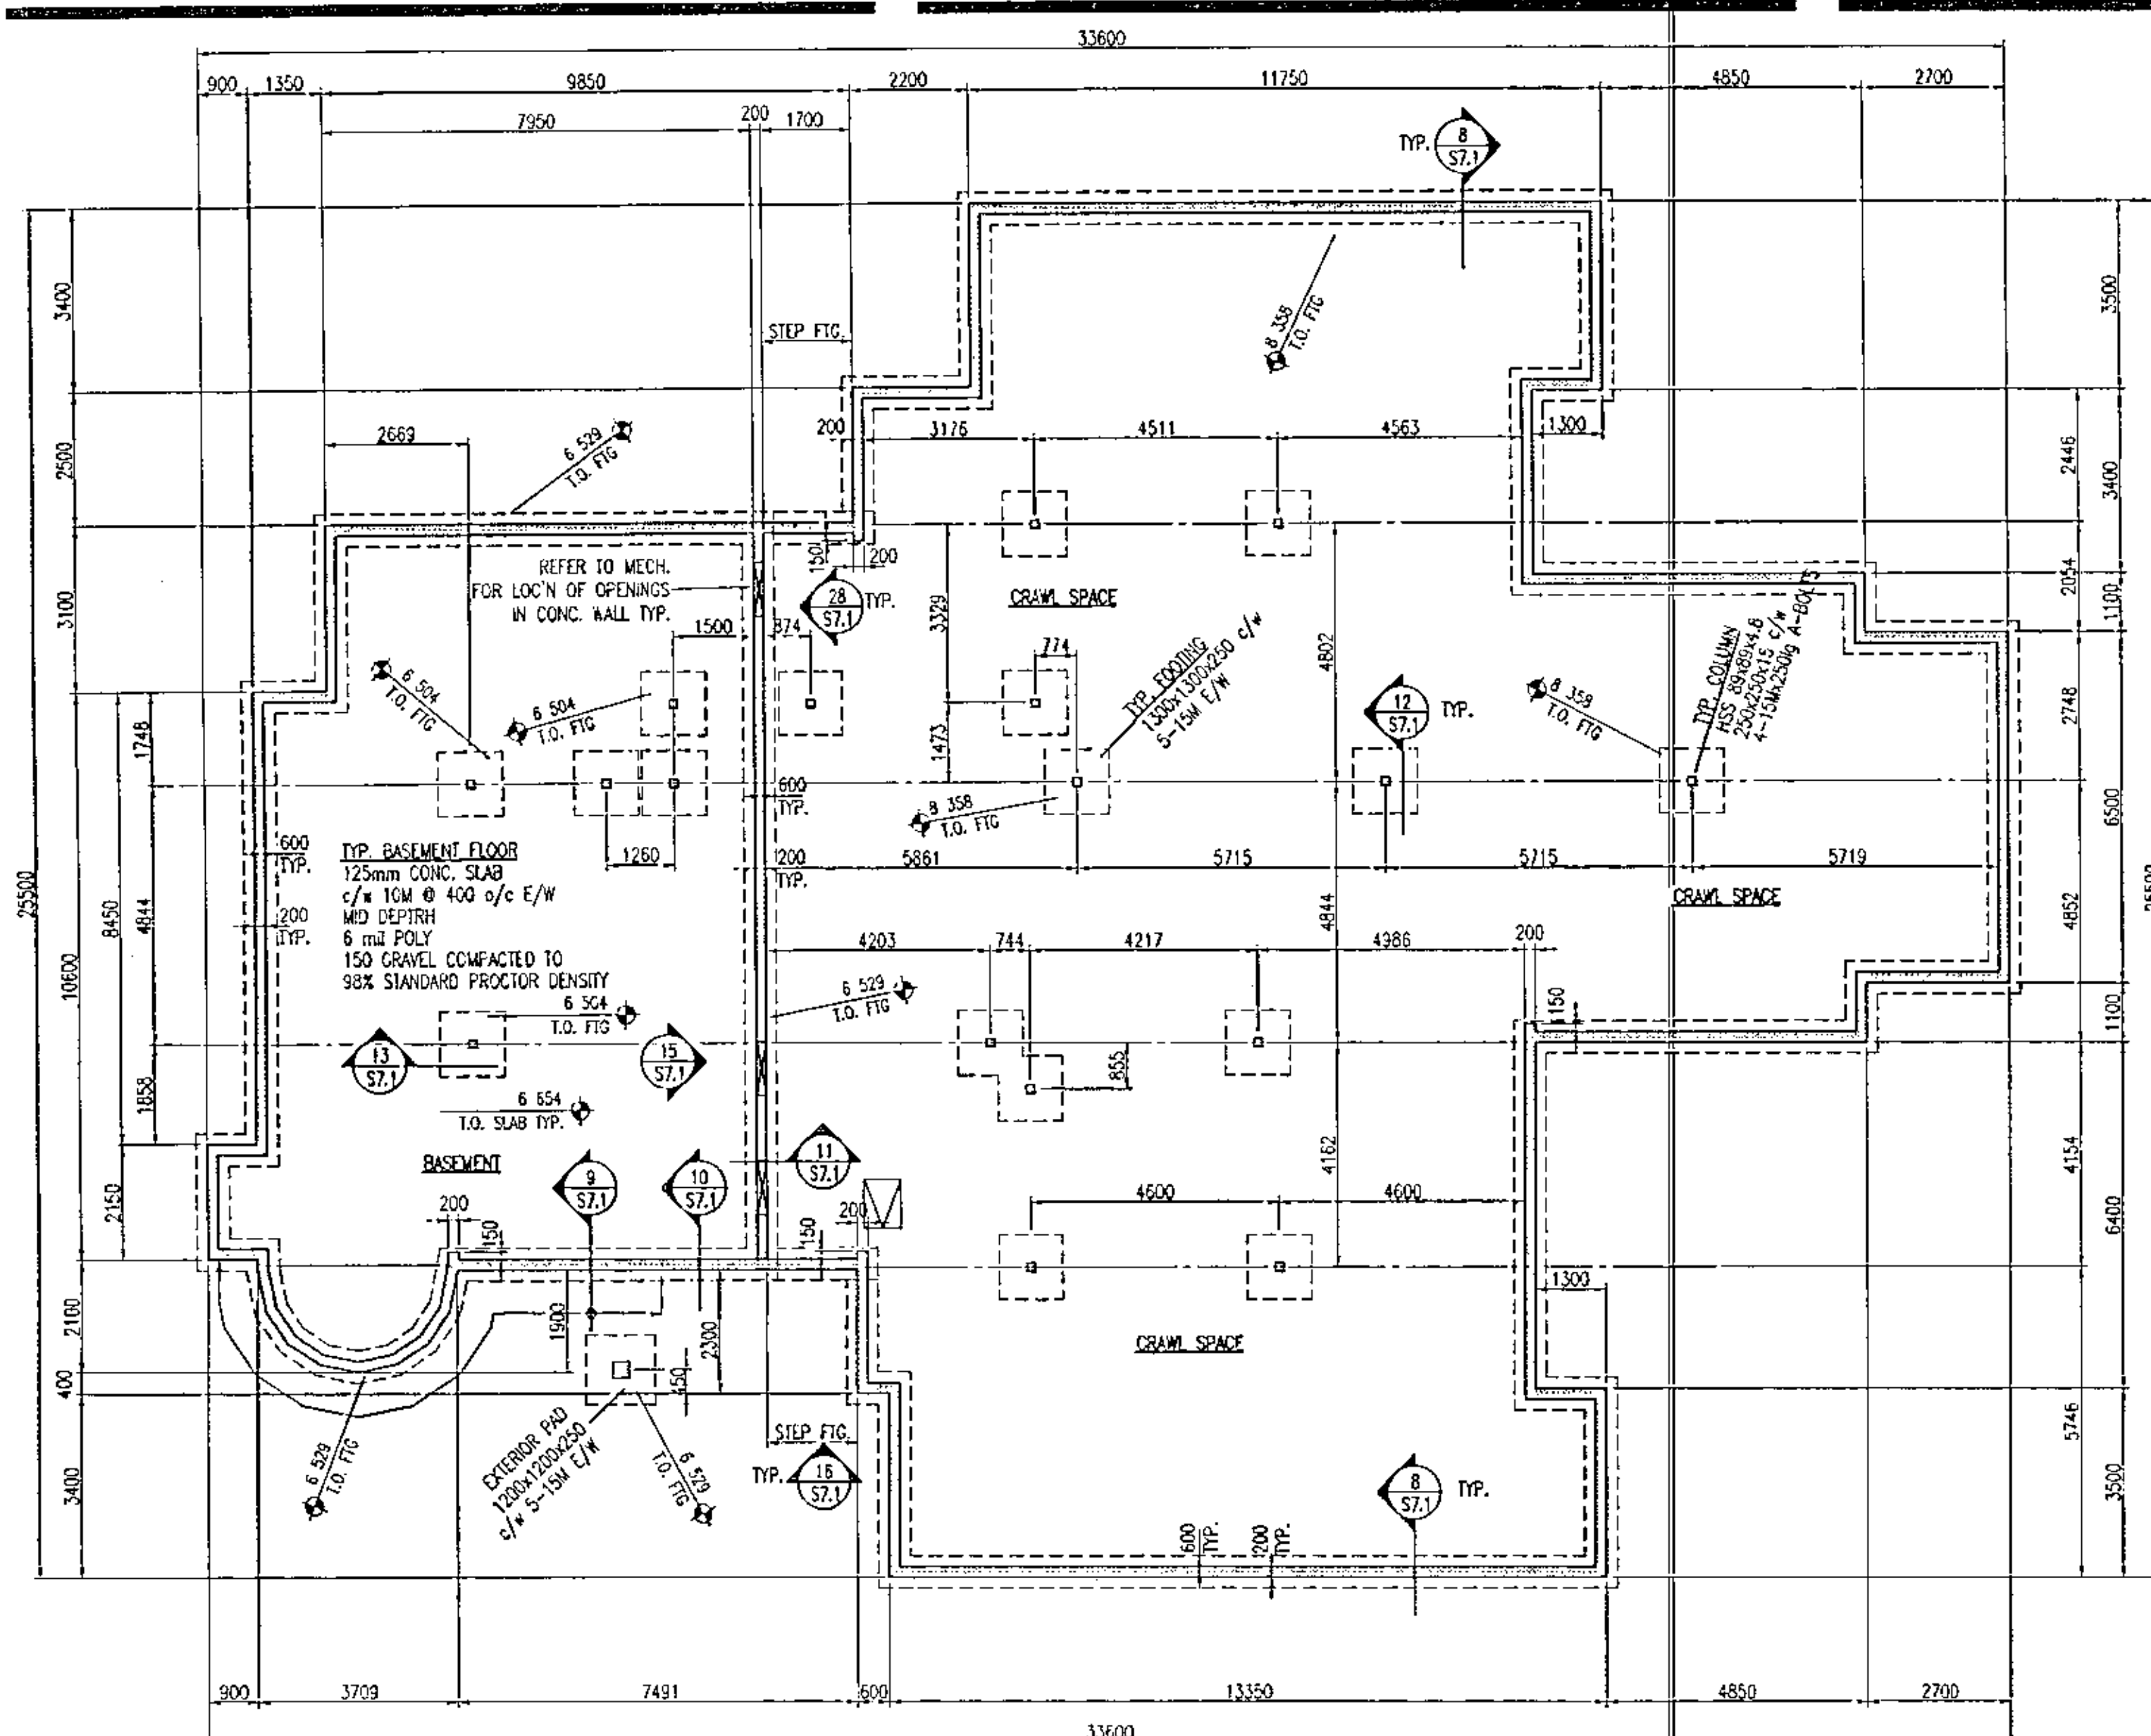 33600
900 1350 9850 2200 11750 4850 2700
7950 200 1700
TYP. 8
S7.1
3400
3500
STEP FTG.
8 358
T.O. FTG
2669
6 529
T.O. FTG
200 3176 4511 4563 1300
2500
2446
3400
150
200
REFER TO MECH.
FOR LOC'N OF OPENINGS
IN CONC. WALL TYP.
28
S7.1
TYP.
CRAWL SPACE
3100
2054
1100
1500 874
3329
774
4802
TYP. FOOTING
1300x1300x250 c/w
5-15M E/W
TYP. COLUMN
HSS 89x89x4.8
250x250x15 c/w
4-15Mx250lg A-BOLTS
6 504
T.O. FTG
6 504
T.O. FTG
12
S7.1
TYP.
8 358
T.O. FTG
2748
1748
1473
600
TYP.
8 358
T.O. FTG
6500
25500
8450
4844
10600
600
TYP.
TYP. BASEMENT FLOOR
125mm CONC. SLAB
c/w 10M @ 400 o/c E/W
MID DEPTRH
6 mil POLY
150 GRAVEL COMPACTED TO
98% STANDARD PROCTOR DENSITY
200
TYP.
1260
200
TYP.
5861 5715 5715 5719
CRAWL SPACE
25500
4844
4852
4203 744 4217 4986 200
6 529
T.O. FTG
150
1100
6 504
T.O. FTG
13
S7.1
15
S7.1
855
1858
6 654
T.O. SLAB TYP.
BASEMENT
9
S7.1
10
S7.1
11
S7.1
4162
4154
2150
200
150
200
150
4600 4600
6400
1300
2100
1900
2300
CRAWL SPACE
400
450
EXTERIOR PAD
1200x1200x250
c/w 5-15M E/W
6 529
T.O. FTG
6 529
T.O. FTG
STEP FTG.
TYP. 16
S7.1
8
S7.1
TYP.
5746
3400
3500
600
TYP.
200
TYP.
900 3709 7491 600 13350 4850 2700
33600